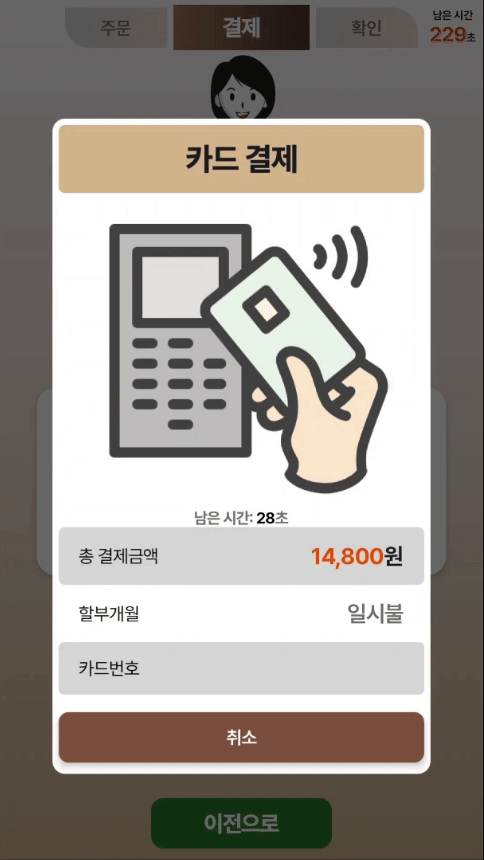 주문
결제
확인
남은 시간
229초
카드 결제
남은 시간: 28초
총 결제금액 14,800원
할부개월 일시불
카드번호
취소
이전으로